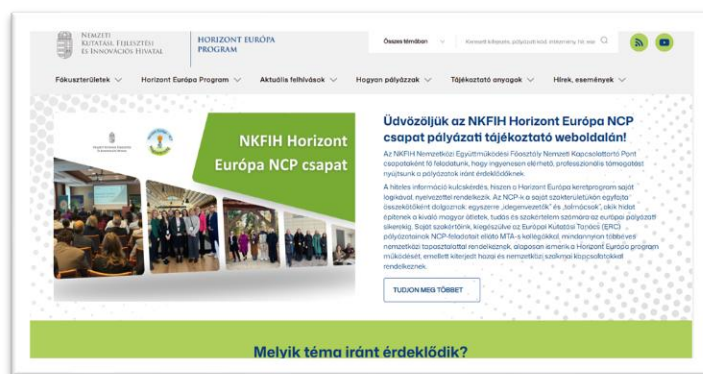 NEMZETI
KUTATÁSI, FEJLESZTÉSI
ÉS INNOVÁCIÓS HIVATAL
HORIZONT EURÓPA
PROGRAM
Összes témában
Fókuszterületek
Horizont Európa Program
Aktuális felhívások
Hogyan pályázzak
Tájékoztató anyagok
Hírek, események
NKFIH Horizont
Európa NCP csapat
Üdvözöljük az NKFIH Horizont Európa NCP
csapat pályázati tájékoztató weboldalán!
Az NKFIH Nemzetközi Együttműködési Főosztály Nemzeti Kapcsolattartó Pont
csapataként fő feladatunk, hogy ingyenesen elérhető, professzionális támogatást
nyújtsunk a pályázatok iránt érdeklődőknek.
A hiteles információ kulcskérdés, hiszen a Horizont Európa keretprogram saját
logikával, nyelvezettel rendelkezik. Az NCP-k a saját szakterületükön egyfajta
összekötőként dolgoznak: egyszerre „idegenvezetők” és „tolmácsok”, akik hidat
építenek a kiváló magyar ötletek, tudás és szakértelem számára az európai pályázati
sikerekig. Saját szakértőink, kiegészülve az Európai Kutatási Tanács (ERC)
pályázatainak NCP-feladatait ellátó MTA-s kollégákkal, mindannyian többéves
nemzetközi tapasztalattal rendelkeznek, alaposan ismerik a Horizont Európa program
működését, emellett kiterjedt hazai és nemzetközi szakmai kapcsolatokkal
rendelkeznek.
TUDJON MEG TÖBBET
Melyik téma iránt érdeklődik?